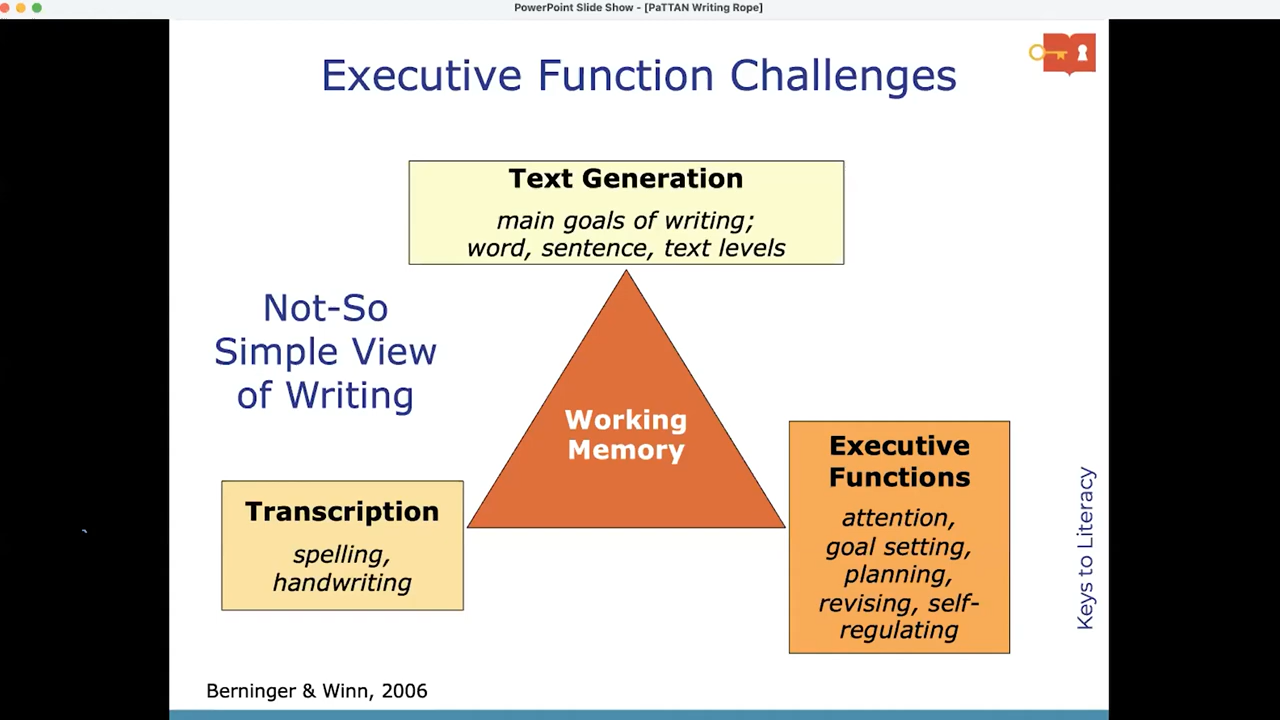 PowerPoint Slide Show - [PaTTAN Writing Rope]
Executive Function Challenges
Text Generation
main goals of writing;
word, sentence, text levels
Not-So
Simple View
of Writing
Working
Memory
Transcription
spelling,
handwriting
Executive
Functions
attention,
goal setting,
planning,
revising, self-
regulating
Keys to Literacy
Berninger & Winn, 2006